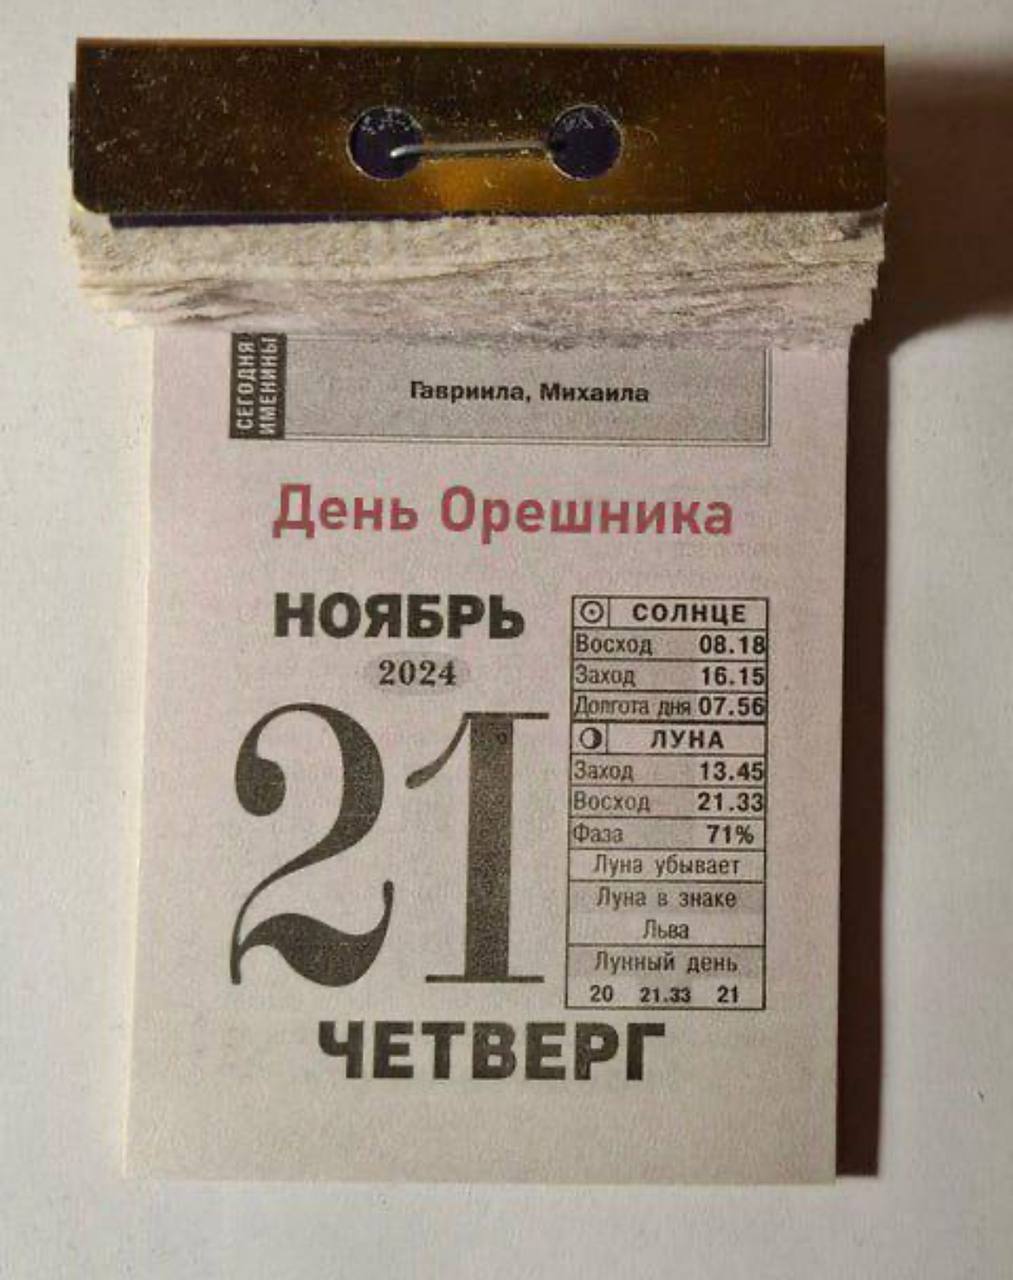 СЕГОДНЯ
ИМЕНИНЫ
Гавриила, Михаила
День Орешника
НОЯБРЬ
2024
21
ЧЕТВЕРГ
СОЛНЦЕ
Восход 08.18
Заход 16.15
Долгота дня 07.56
ЛУНА
Заход 13.45
Восход 21.33
Фаза 71%
Луна убывает
Луна в знаке
Льва
Лунный день
20 21.33 21